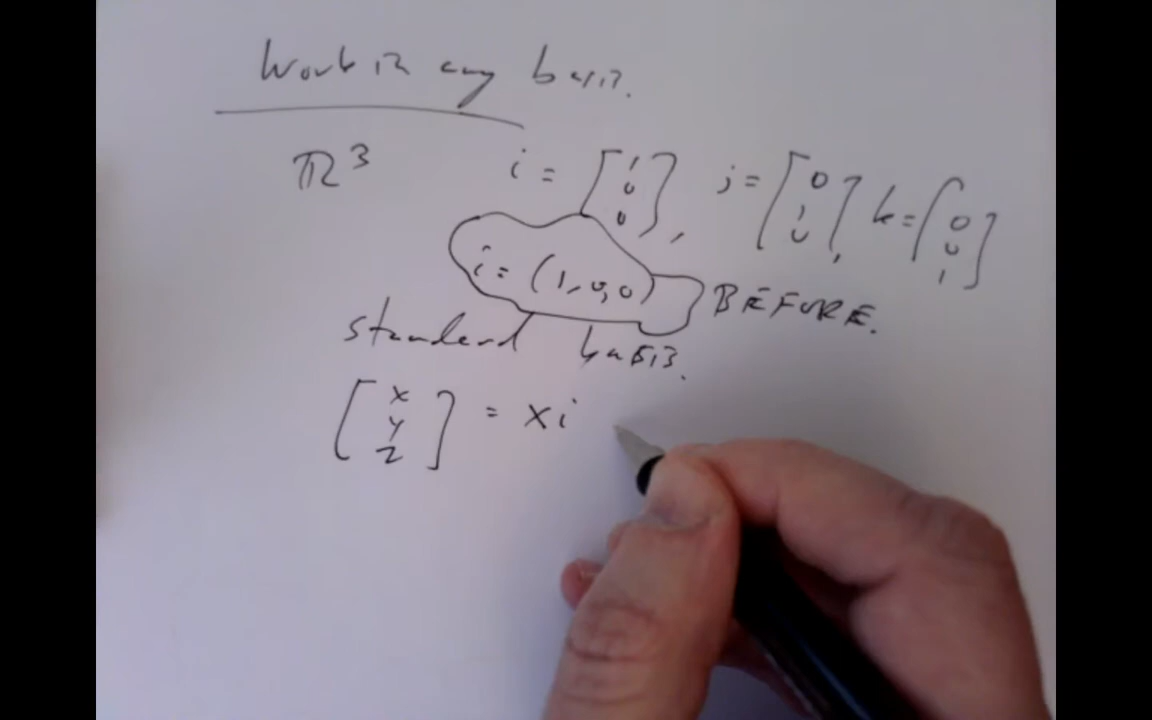 Work in any basis.
ℝ³ i = [1 0 0], j = [0 1 0], k = [0 0 1]
i = (1,0,0) BEFORE.
standard basis.
[x y z] = xi